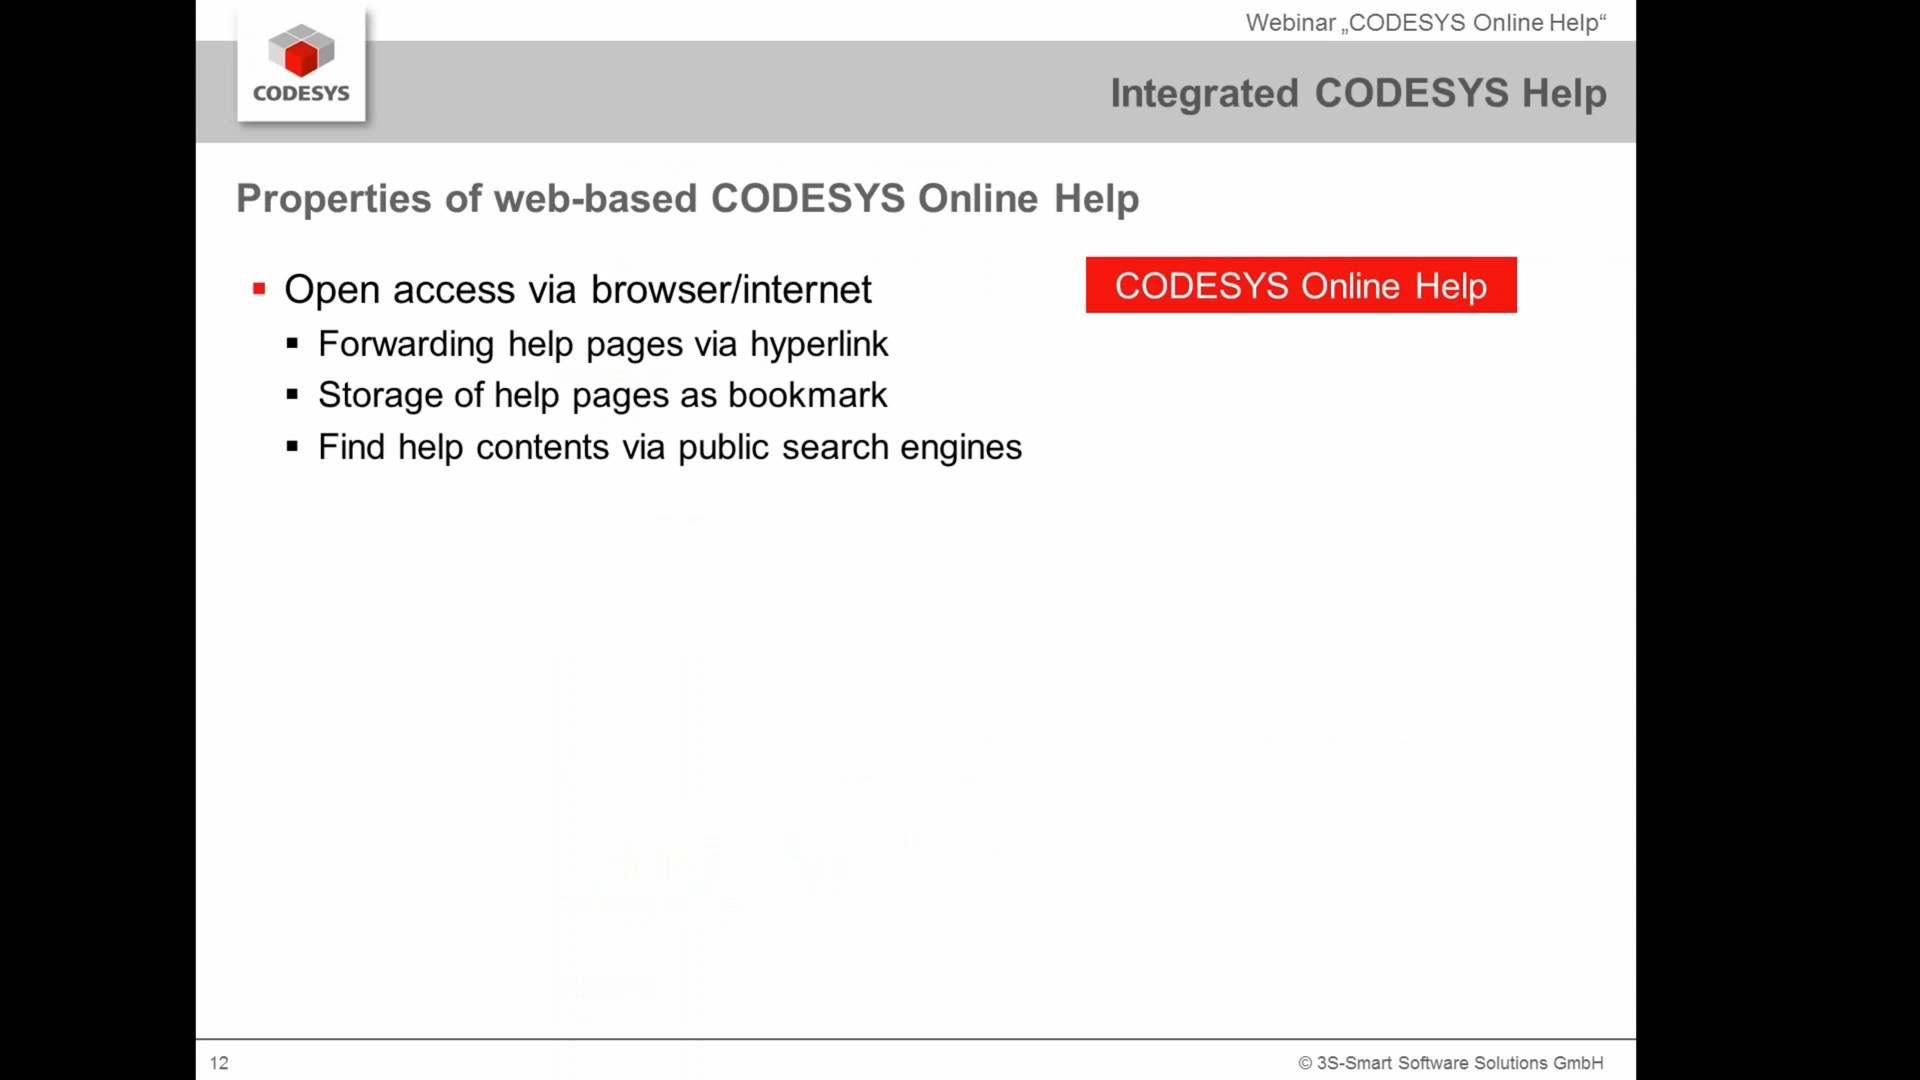 Webinar „CODESYS Online Help“
CODESYS
Integrated CODESYS Help
Properties of web-based CODESYS Online Help
Open access via browser/internet
CODESYS Online Help
Forwarding help pages via hyperlink
Storage of help pages as bookmark
Find help contents via public search engines
12
© 3S-Smart Software Solutions GmbH